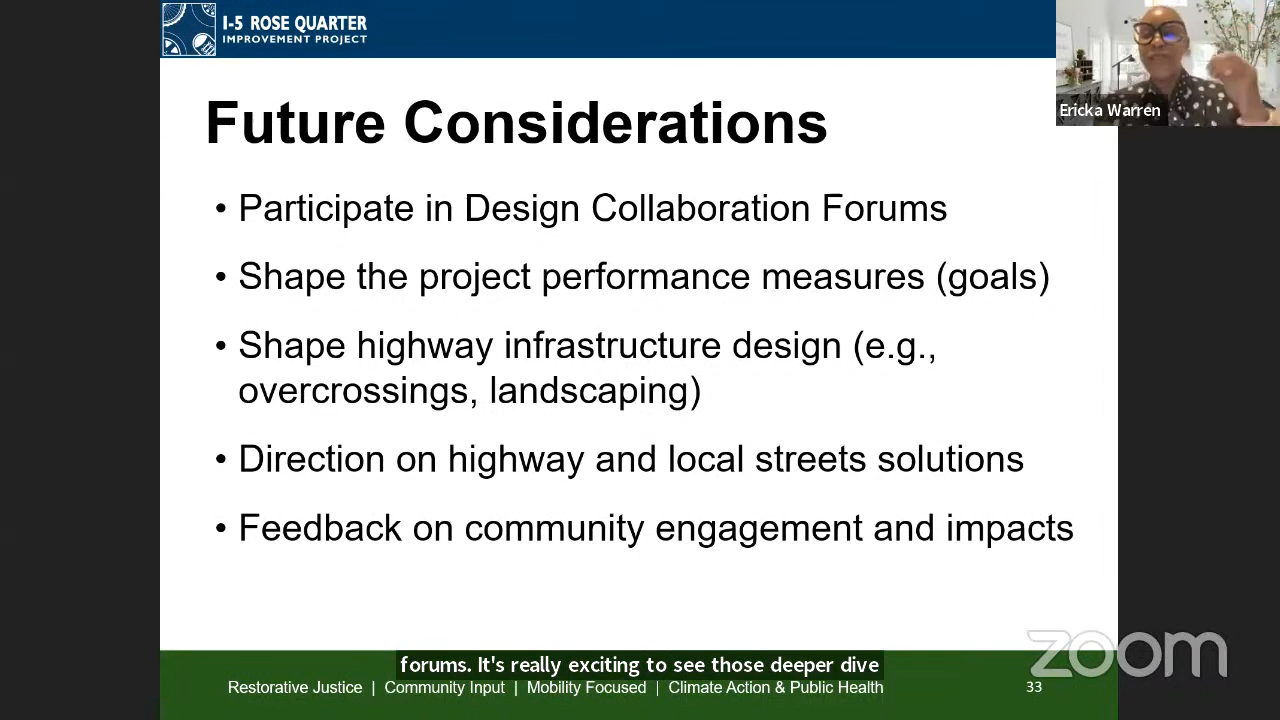 I-5 ROSE QUARTER
IMPROVEMENT PROJECT
Ericka Warren
Future Considerations
• Participate in Design Collaboration Forums
• Shape the project performance measures (goals)
• Shape highway infrastructure design (e.g.,
overcrossings, landscaping)
• Direction on highway and local streets solutions
• Feedback on community engagement and impacts
zoom
forums. It's really exciting to see those deeper dive
Restorative Justice | Community Input | Mobility Focused | Climate Action & Public Health
33